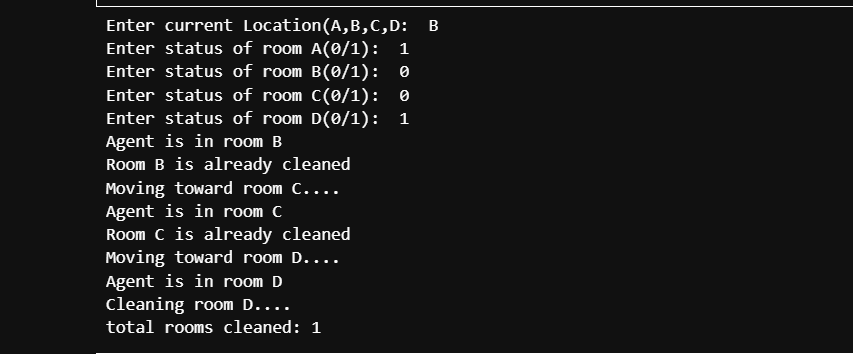 Enter current Location(A,B,C,D:  B
Enter status of room A(0/1):  1
Enter status of room B(0/1):  0
Enter status of room C(0/1):  0
Enter status of room D(0/1):  1
Agent is in room B
Room B is already cleaned
Moving toward room C....
Agent is in room C
Room C is already cleaned
Moving toward room D....
Agent is in room D
Cleaning room D....
total rooms cleaned: 1